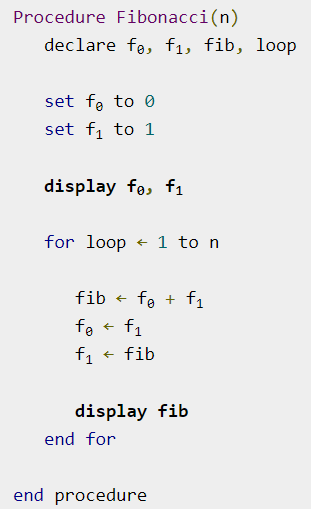 Procedure Fibonacci(n)
declare f₀, f₁, fib, loop
set f₀ to 0
set f₁ to 1
display f₀, f₁
for loop ← 1 to n
fib ← f₀ + f₁
f₀ ← f₁
f₁ ← fib
display fib
end for
end procedure